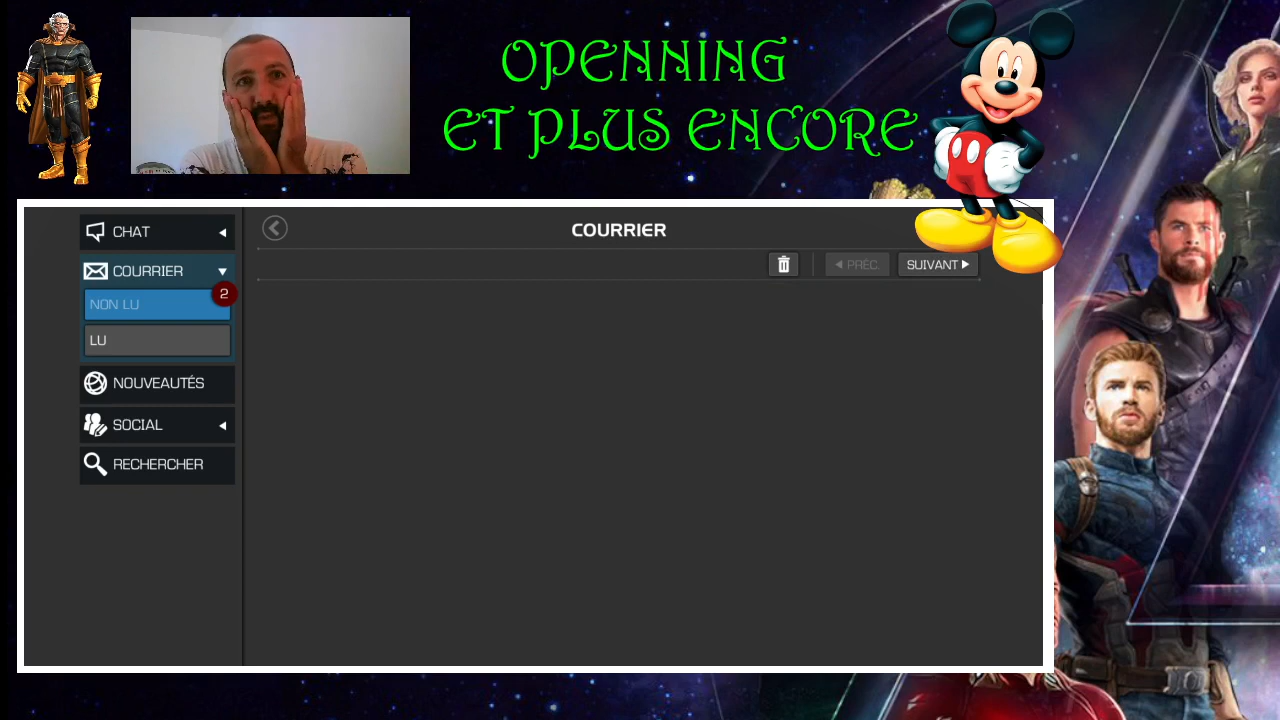 OPENNING
ET PLUS ENCORE
COURRIER
CHAT
COURRIER
NON LU
2
LU
NOUVEAUTÉS
SOCIAL
RECHERCHER
PRÉC.
SUIVANT